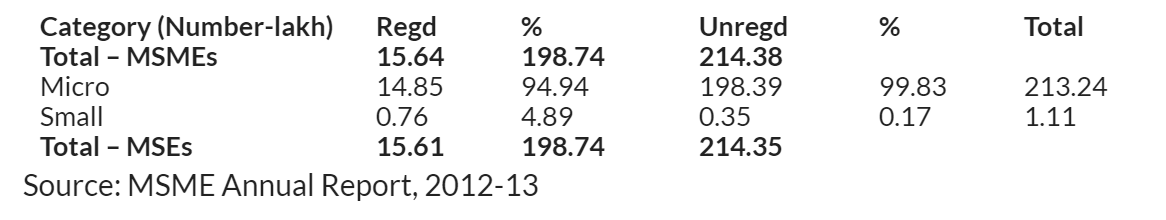 Category (Number-lakh) Regd % Unregd % Total
Total – MSMEs 15.64 198.74 214.38
Micro 14.85 94.94 198.39 99.83 213.24
Small 0.76 4.89 0.35 0.17 1.11
Total – MSEs 15.61 198.74 214.35
Source: MSME Annual Report, 2012-13